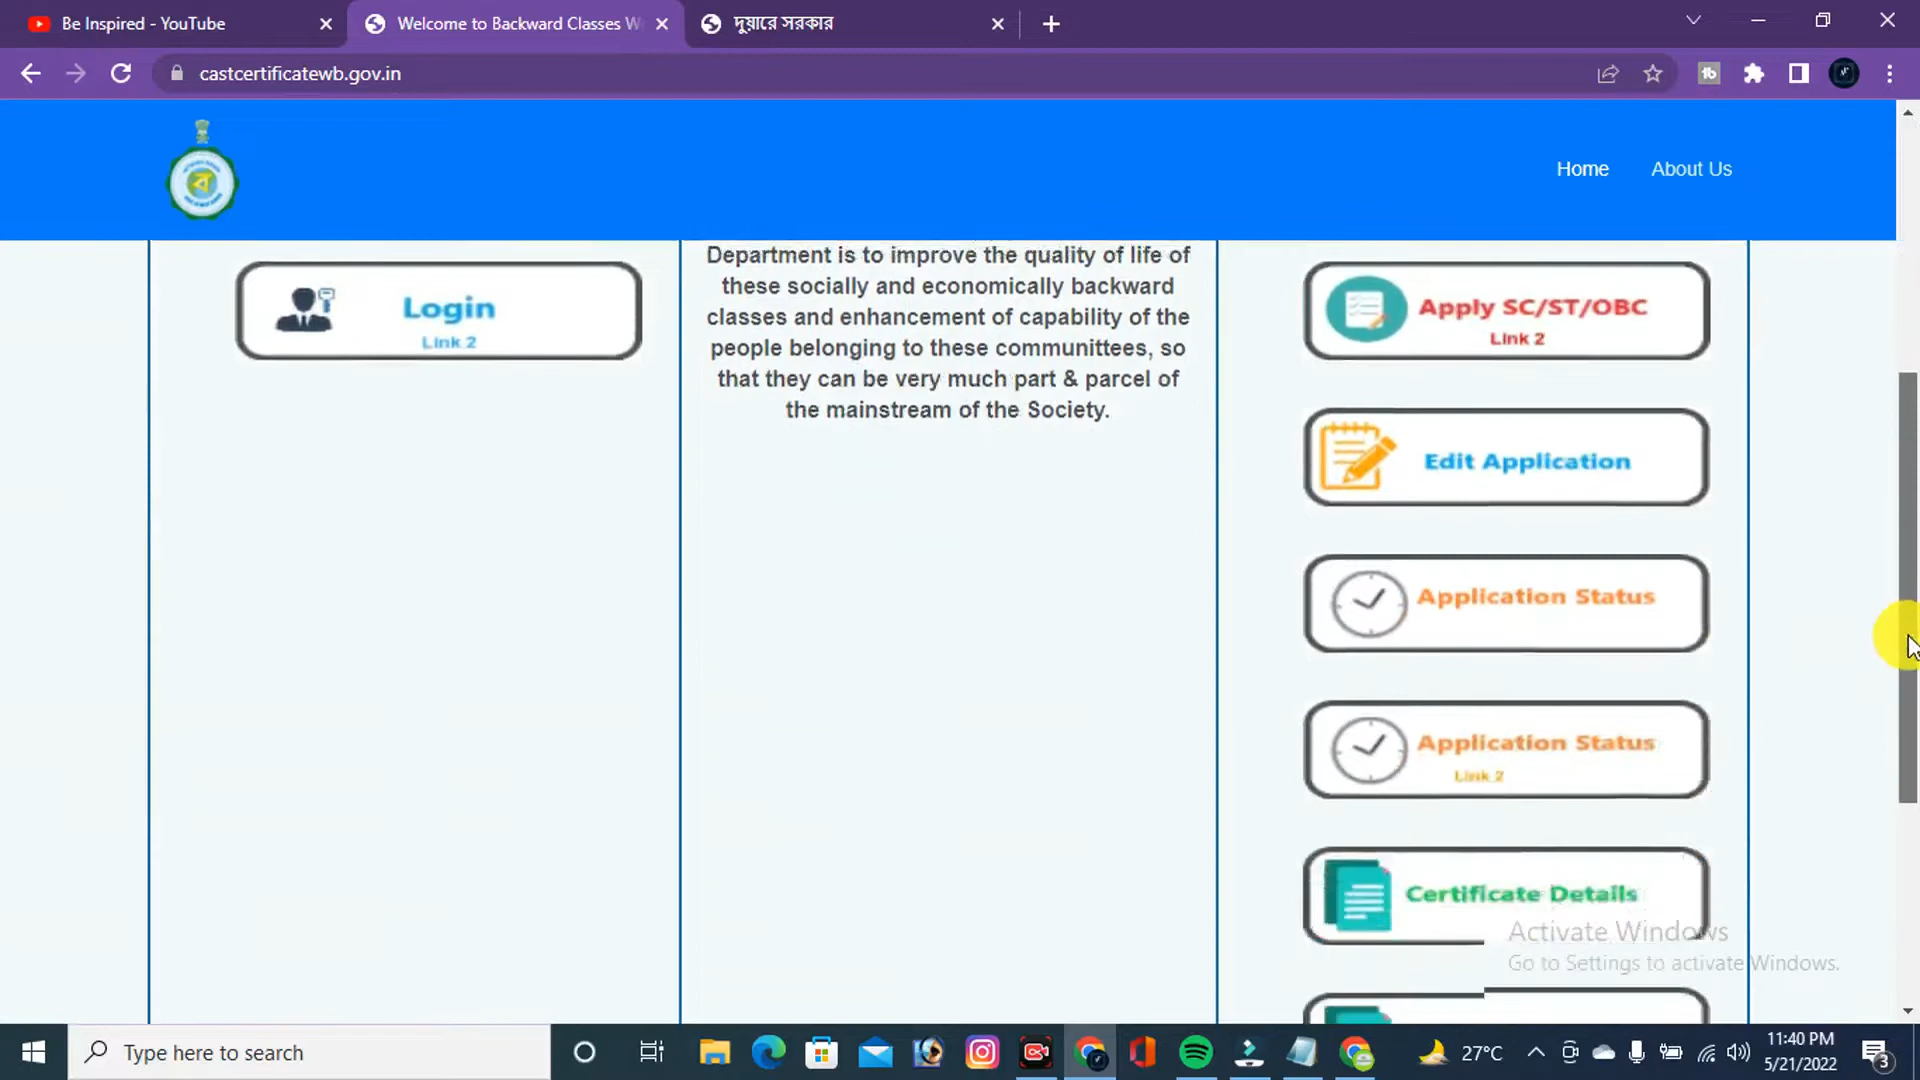 Be Inspired - YouTube
Welcome to Backward Classes W
দুয়ারে সরকার
castcertificatewb.gov.in
Home
About Us
Login
Link 2
Department is to improve the quality of life of
these socially and economically backward
classes and enhancement of capability of the
people belonging to these communittees, so
that they can be very much part & parcel of
the mainstream of the Society.
Apply SC/ST/OBC
Link 2
Edit Application
Application Status
Application Status
Link 2
Certificate Details
Activate Windows
Go to Settings to activate Windows.
Type here to search
27°C
11:40 PM
5/21/2022
3